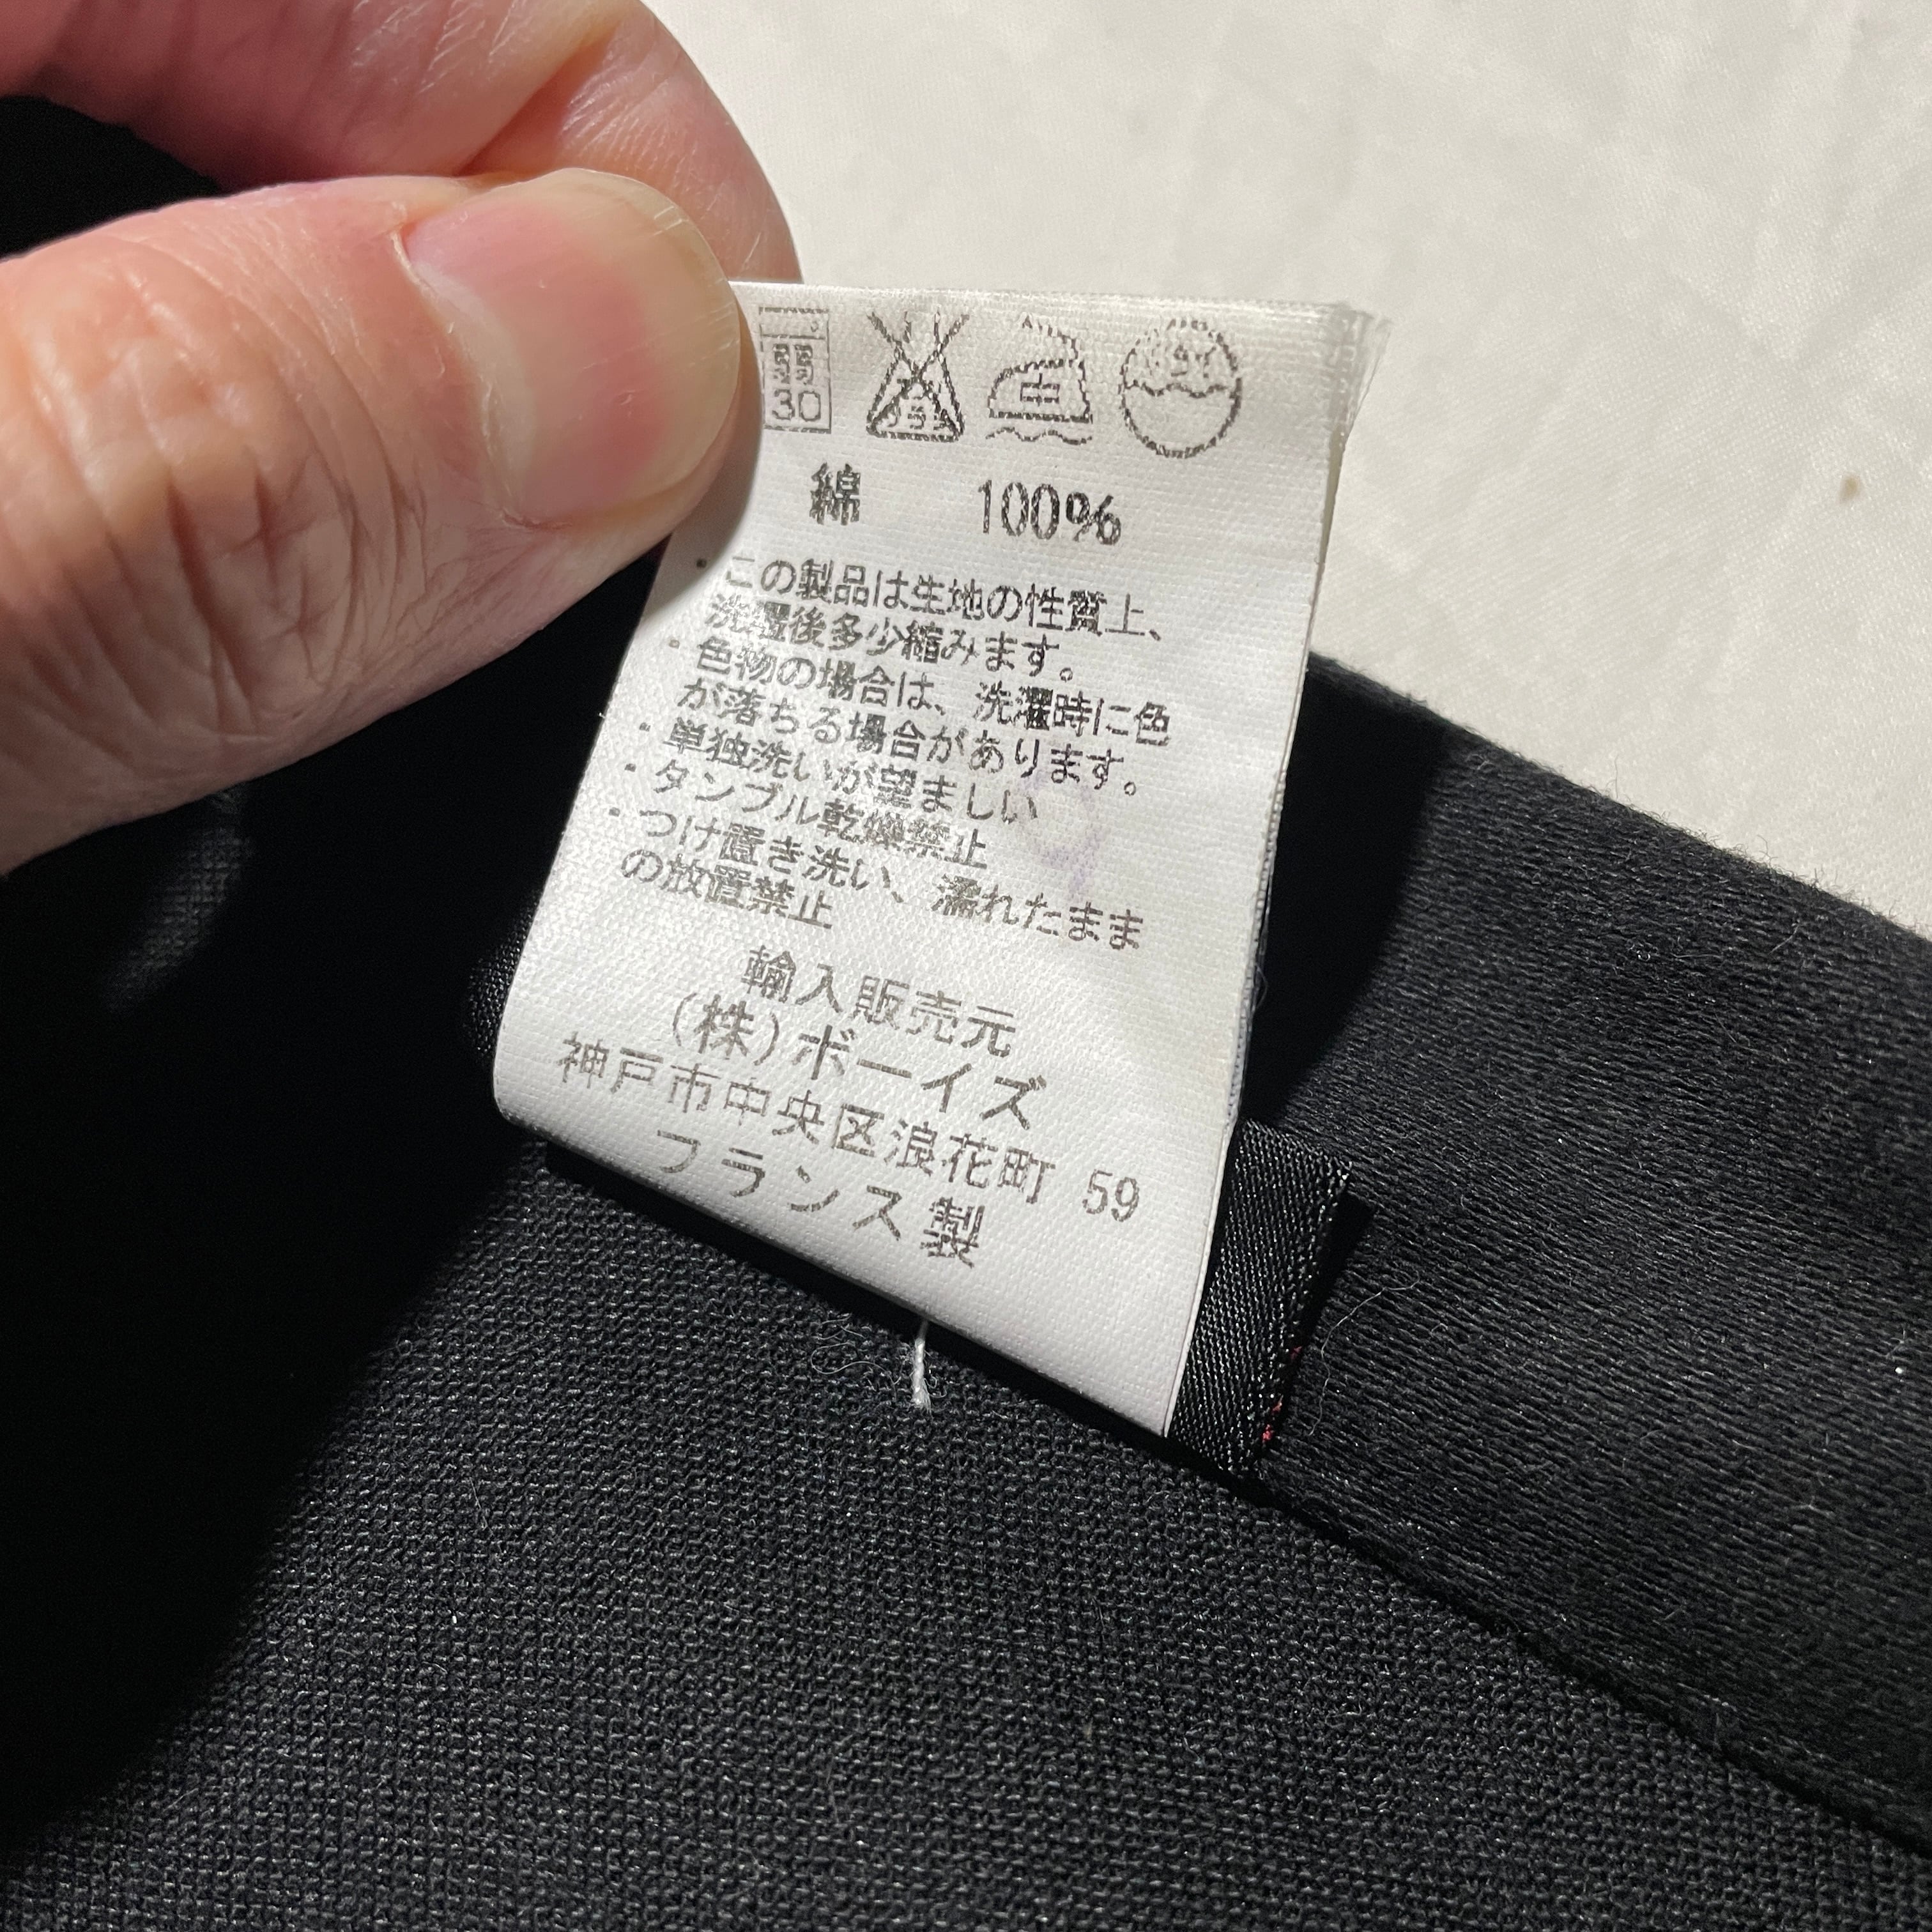 30
中
綿 100%
・この製品は生地の性質上、
洗濯後多少縮みます。
・色物の場合は、洗濯時に色
が落ちる場合があります。
・単独洗いが望ましい
・タンブル乾燥禁止
・つけ置き洗い、濡れたまま
の放置禁止
輸入販売元
(株)ボーイズ
神戸市中央区浪花町 59
フランス製